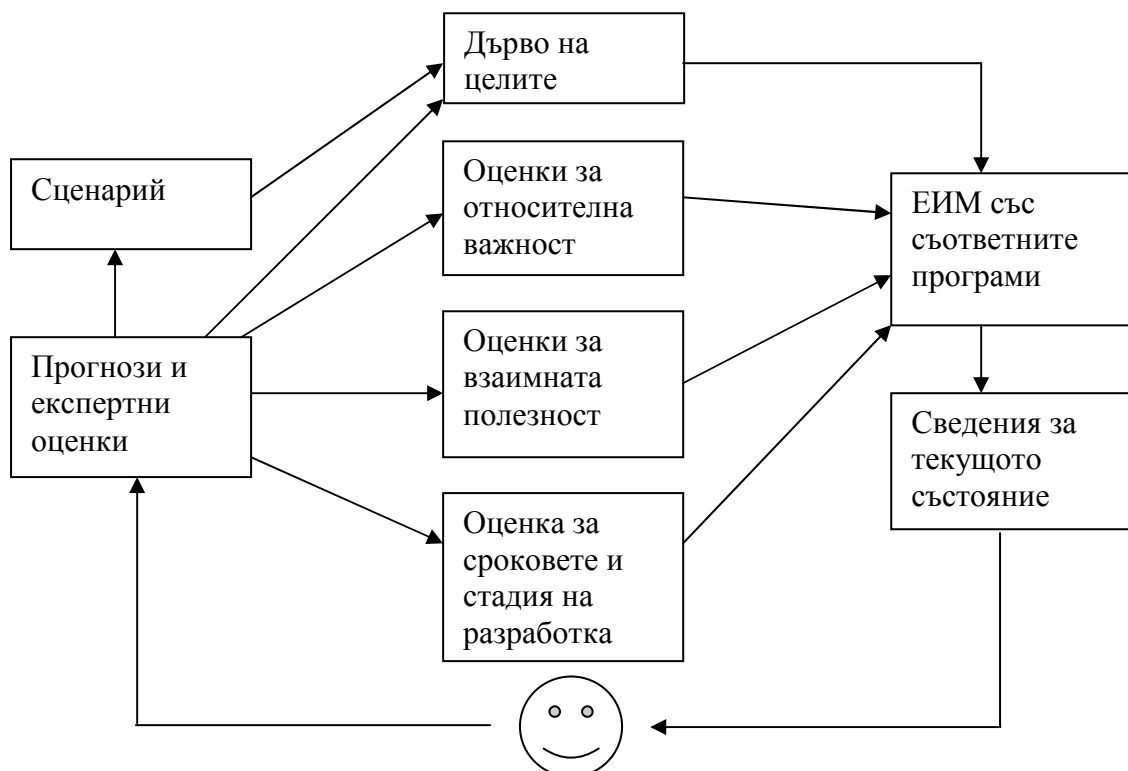 Дърво на
целите
Сценарий
Оценки за
относителна
важност
ЕИМ със
съответните
програми
Прогнози и
експертни
оценки
Оценки за
взаимната
полезност
Сведения за
текущото
състояние
Оценка за
сроковете и
стадия на
разработка